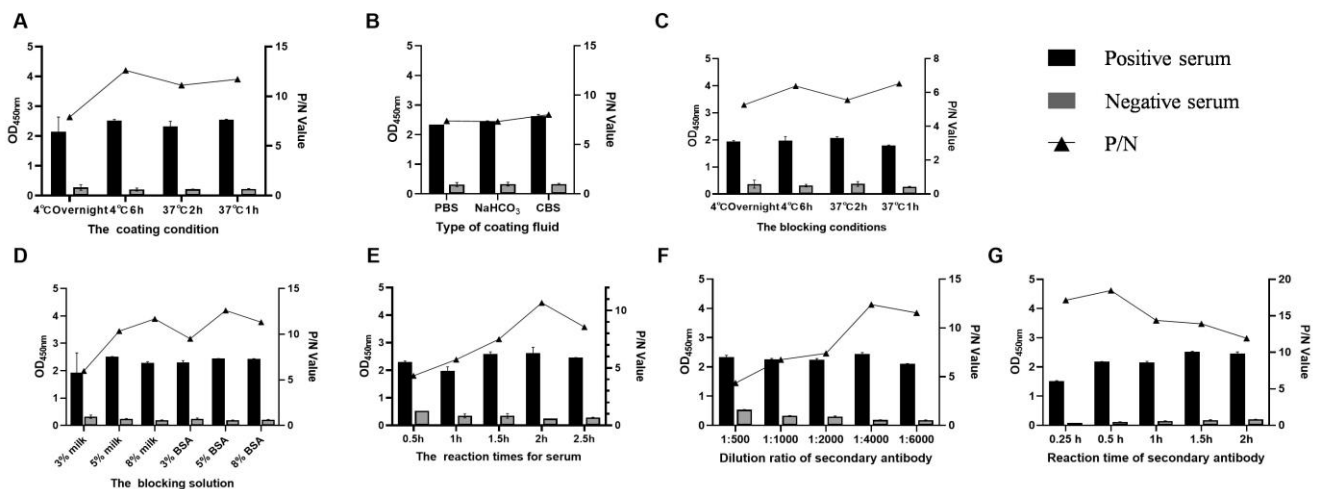 A
OD450nm
5
4
3
2
1
0
15
10
5
0
P/N Value
4℃Overnight 4℃ 6h 37℃ 2h 37℃ 1h
The coating condition
B
OD450nm
5
4
3
2
1
0
15
10
5
0
P/N Value
PBS NaHCO3 CBS
Type of coating fluid
C
OD450nm
5
4
3
2
1
0
8
6
4
2
0
P/N Value
4℃Overnight 4℃ 6h 37℃ 2h 37℃ 1h
The blocking conditions
Positive serum
Negative serum
P/N
D
OD450nm
5
4
3
2
1
0
15
10
5
0
P/N Value
3% milk 5% milk 8% milk 3% BSA 5% BSA 8% BSA
The blocking solution
E
OD450nm
5
4
3
2
1
0
10
5
0
P/N Value
0.5h 1h 1.5h 2h 2.5h
The reaction times for serum
F
OD450nm
5
4
3
2
1
0
15
10
5
0
P/N Value
1:500 1:1000 1:2000 1:4000 1:6000
Dilution ratio of secondary antibody
G
OD450nm
5
4
3
2
1
0
20
15
10
5
0
P/N Value
0.25 h 0.5 h 1h 1.5h 2h
Reaction time of secondary antibody